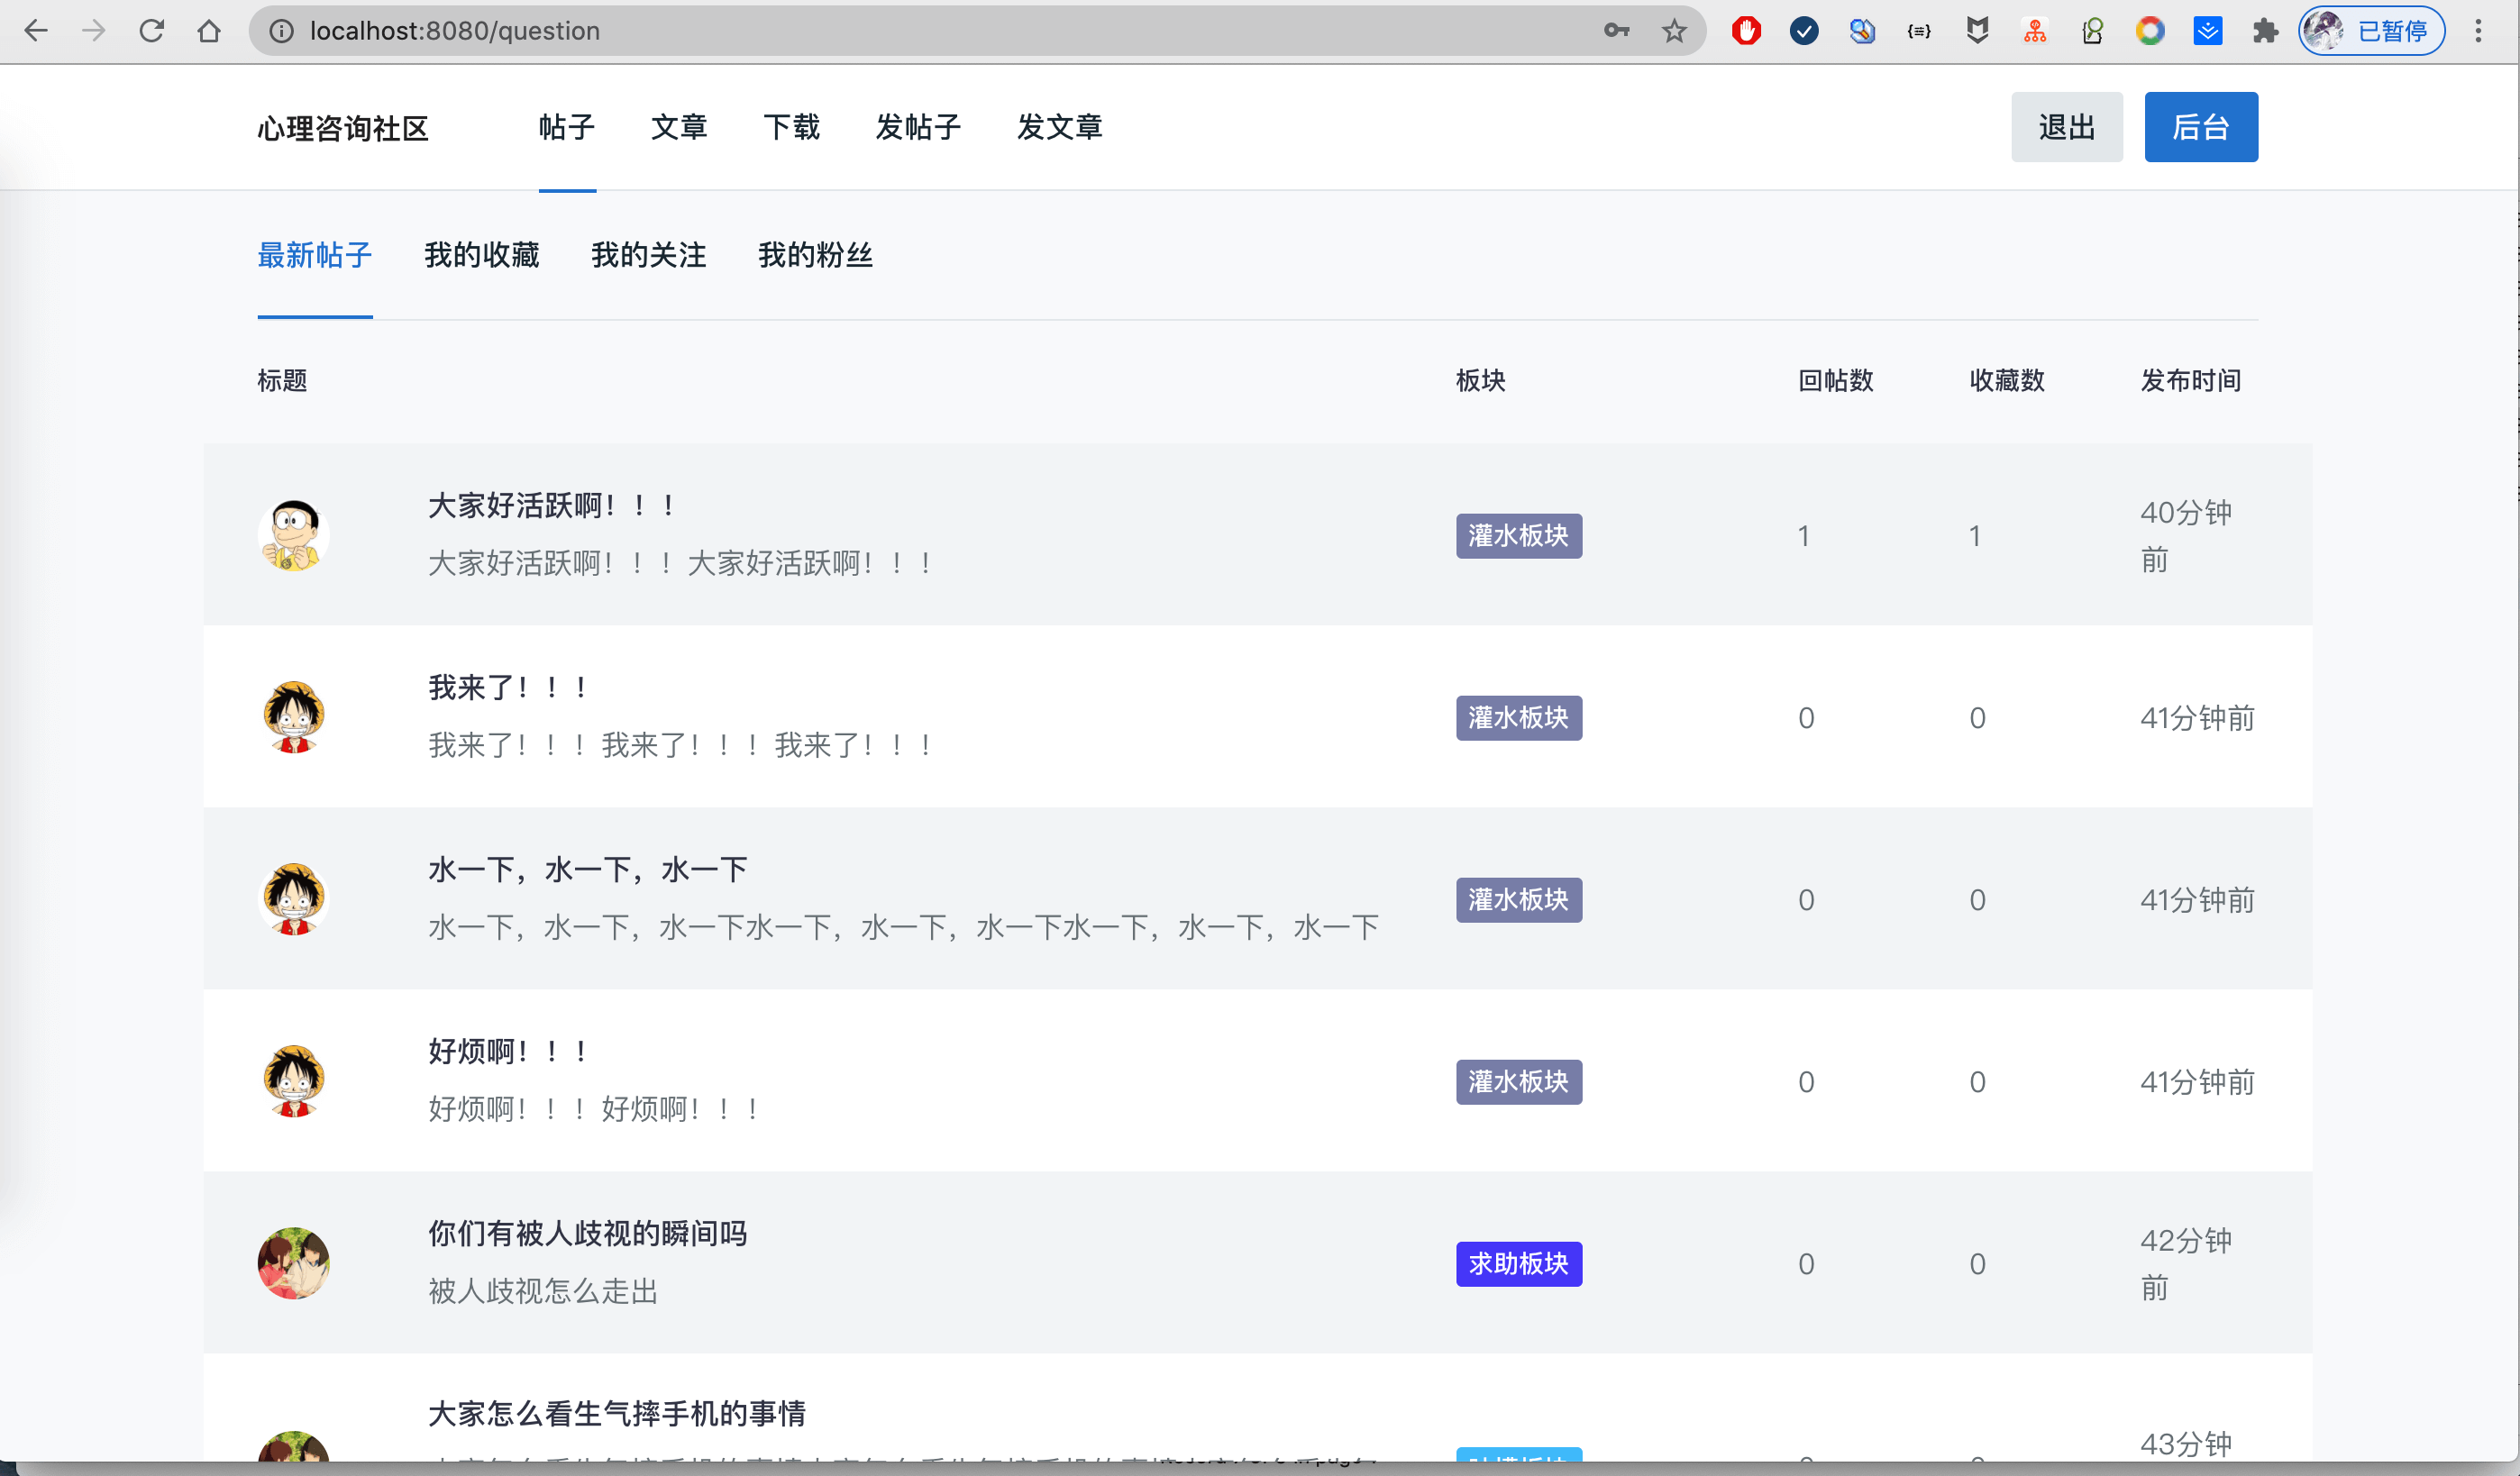 localhost:8080/question
已暂停
心理咨询社区 帖子 文章 下载 发帖子 发文章 退出 后台
最新帖子 我的收藏 我的关注 我的粉丝
标题 板块 回帖数 收藏数 发布时间
大家好活跃啊！！！
大家好活跃啊！！！大家好活跃啊！！！
灌水板块 1 1 40分钟
前
我来了！！！
我来了！！！我来了！！！我来了！！！
灌水板块 0 0 41分钟前
水一下，水一下，水一下
水一下，水一下，水一下水一下，水一下，水一下水一下，水一下，水一下
灌水板块 0 0 41分钟前
好烦啊！！！
好烦啊！！！好烦啊！！！
灌水板块 0 0 41分钟前
你们有被人歧视的瞬间吗
被人歧视怎么走出
求助板块 0 0 42分钟
前
大家怎么看生气摔手机的事情
43分钟